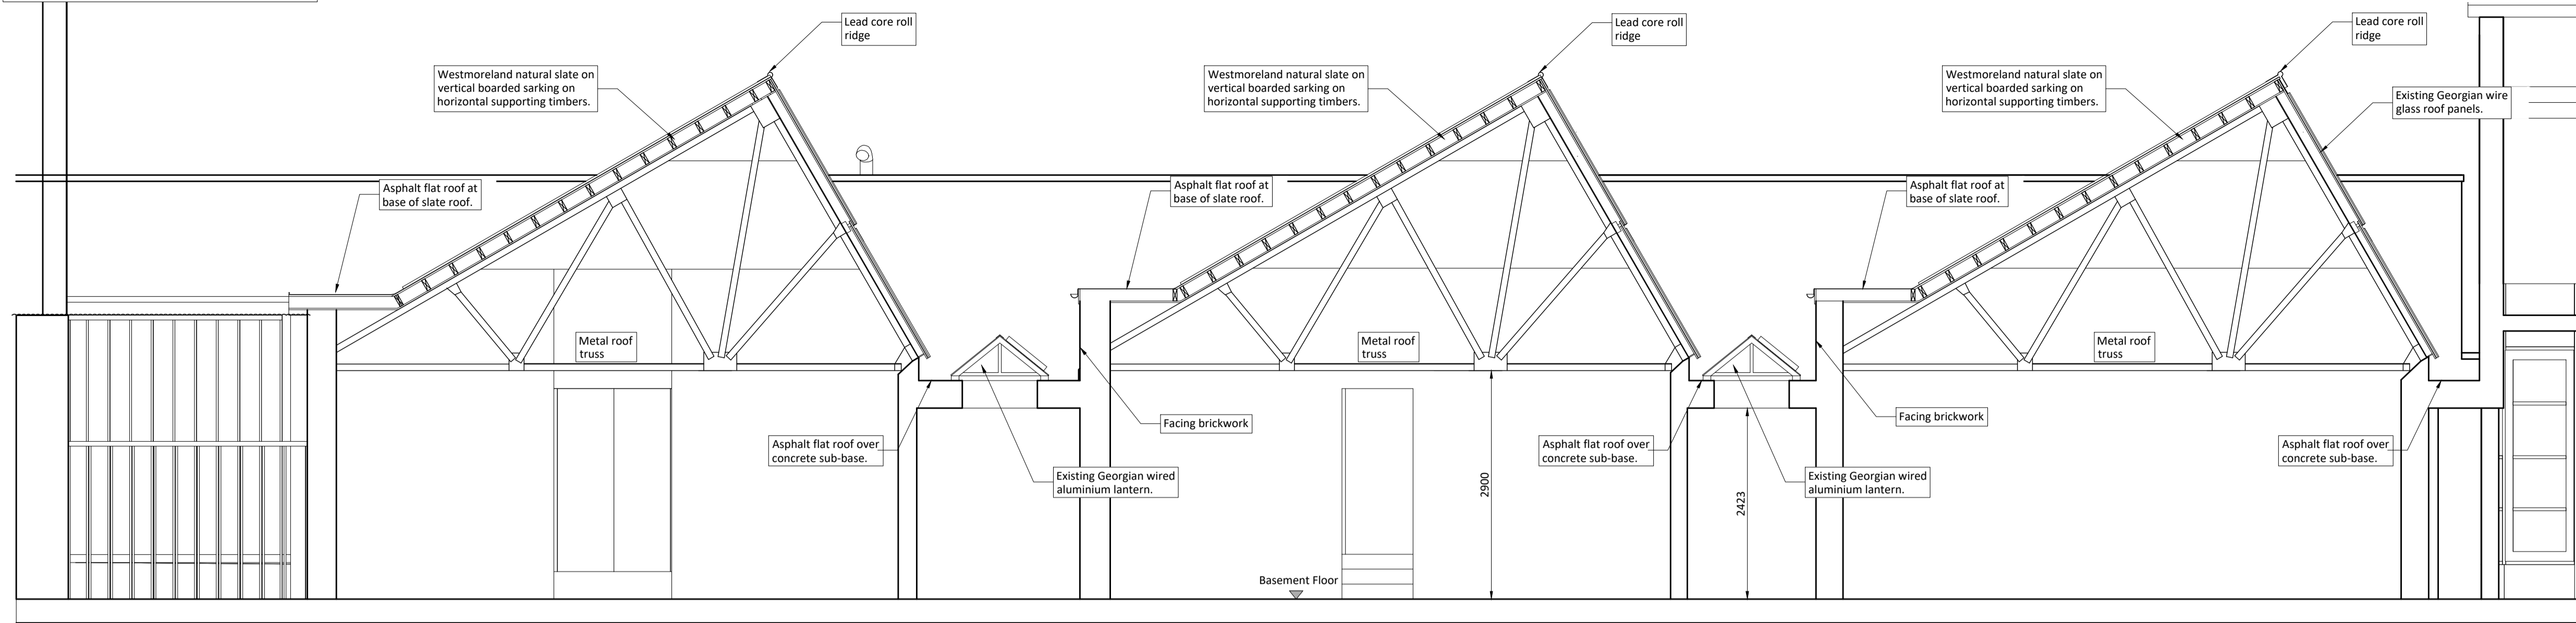 Lead core roll
ridge
Lead core roll
ridge
Lead core roll
ridge
Westmoreland natural slate on
vertical boarded sarking on
horizontal supporting timbers.
Westmoreland natural slate on
vertical boarded sarking on
horizontal supporting timbers.
Westmoreland natural slate on
vertical boarded sarking on
horizontal supporting timbers.
Existing Georgian wire
glass roof panels.
Asphalt flat roof at
base of slate roof.
Asphalt flat roof at
base of slate roof.
Asphalt flat roof at
base of slate roof.
Metal roof
truss
Metal roof
truss
Metal roof
truss
Facing brickwork
Facing brickwork
Asphalt flat roof over
concrete sub-base.
Asphalt flat roof over
concrete sub-base.
Asphalt flat roof over
concrete sub-base.
Existing Georgian wired
aluminium lantern.
Existing Georgian wired
aluminium lantern.
2900
2423
Basement Floor